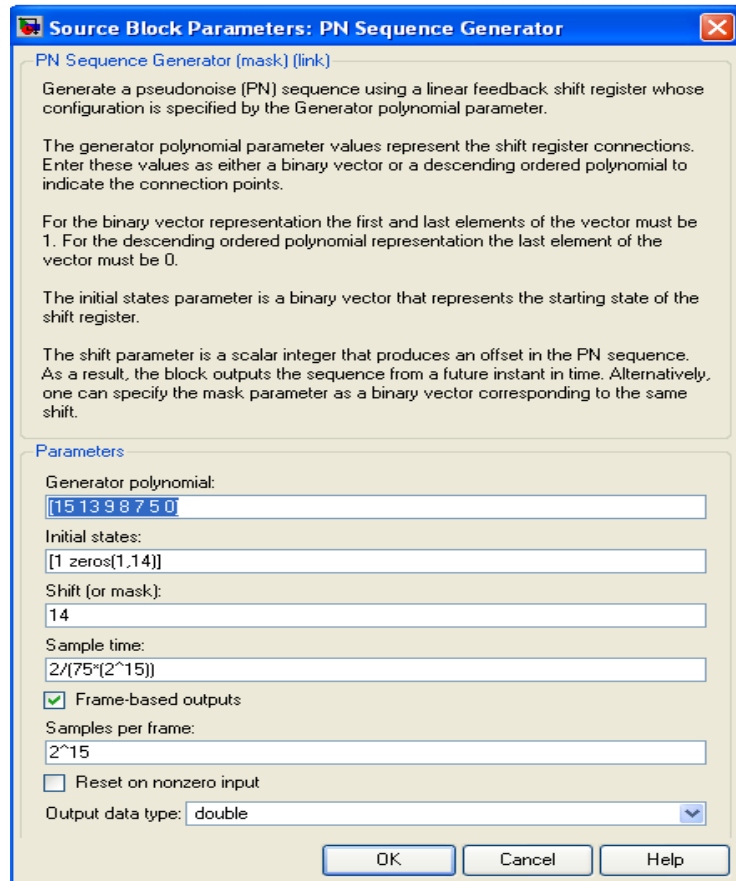 Source Block Parameters: PN Sequence Generator
PN Sequence Generator (mask) (link)
Generate a pseudonoise (PN) sequence using a linear feedback shift register whose
configuration is specified by the Generator polynomial parameter.
The generator polynomial parameter values represent the shift register connections.
Enter these values as either a binary vector or a descending ordered polynomial to
indicate the connection points.
For the binary vector representation the first and last elements of the vector must be
1. For the descending ordered polynomial representation the last element of the
vector must be 0.
The initial states parameter is a binary vector that represents the starting state of the
shift register.
The shift parameter is a scalar integer that produces an offset in the PN sequence.
As a result, the block outputs the sequence from a future instant in time. Alternatively,
one can specify the mask parameter as a binary vector corresponding to the same
shift.
Parameters
Generator polynomial:
[15 13 9 8 7 5 0]
Initial states:
[1 zeros(1,14)]
Shift (or mask):
14
Sample time:
2/(75*(2^15))
Frame-based outputs
Samples per frame:
2^15
Reset on nonzero input
Output data type: double
OK Cancel Help